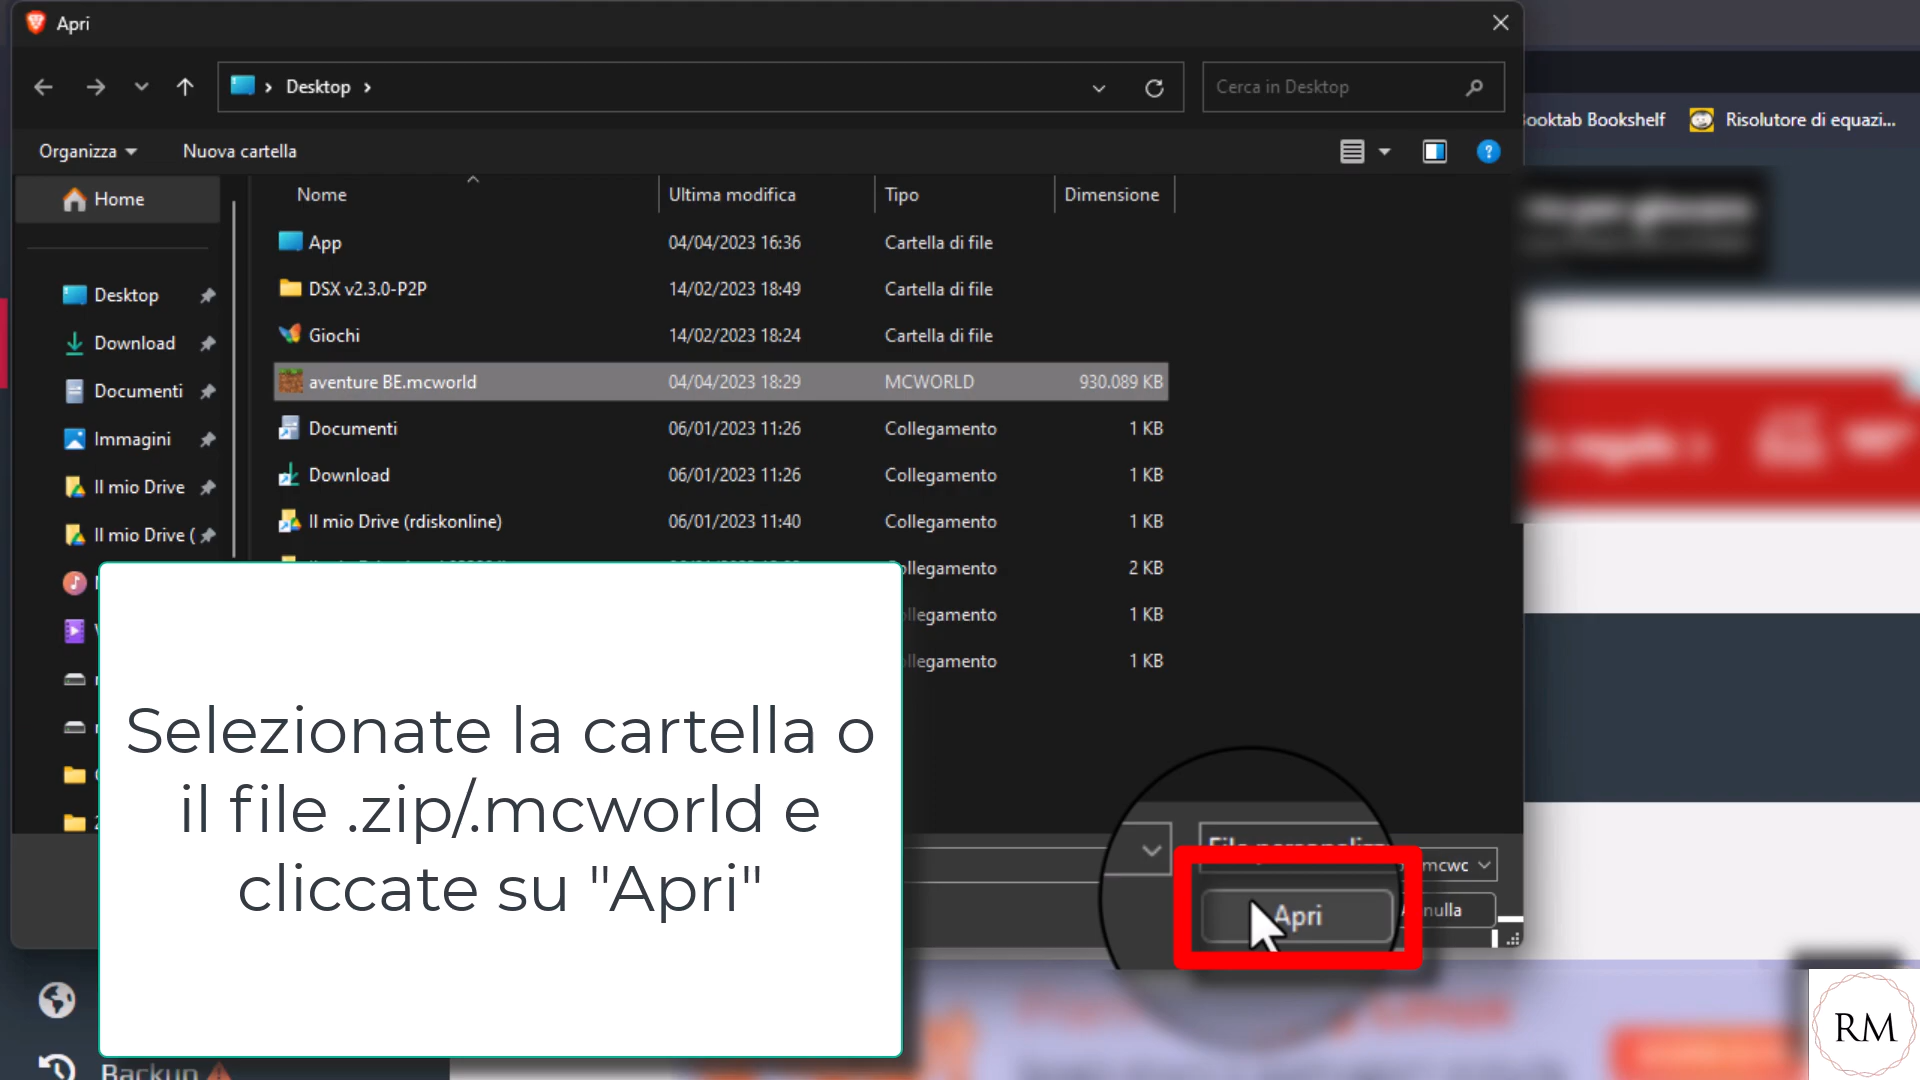 Apri
Desktop
Cerca in Desktop
Organizza
Nuova cartella
Bookshelf
Risolutore di equazi...
Home
Nome
Ultima modifica
Tipo
Dimensione
App
04/04/2023 16:36
Cartella di file
DSX v2.3.0-P2P
14/02/2023 18:49
Cartella di file
Giochi
14/02/2023 18:24
Cartella di file
aventure BE.mcworld
04/04/2023 18:29
MCWORLD
930.089 KB
Documenti
06/01/2023 11:26
Collegamento
1 KB
Download
06/01/2023 11:26
Collegamento
1 KB
Il mio Drive (rdiskonline)
06/01/2023 11:40
Collegamento
1 KB
2 KB
1 KB
1 KB
Desktop
Download
Documenti
Immagini
Il mio Drive
Il mio Drive (
Selezionate la cartella o
il file .zip/.mcworld e
cliccate su "Apri"
Apri
Backup
RM